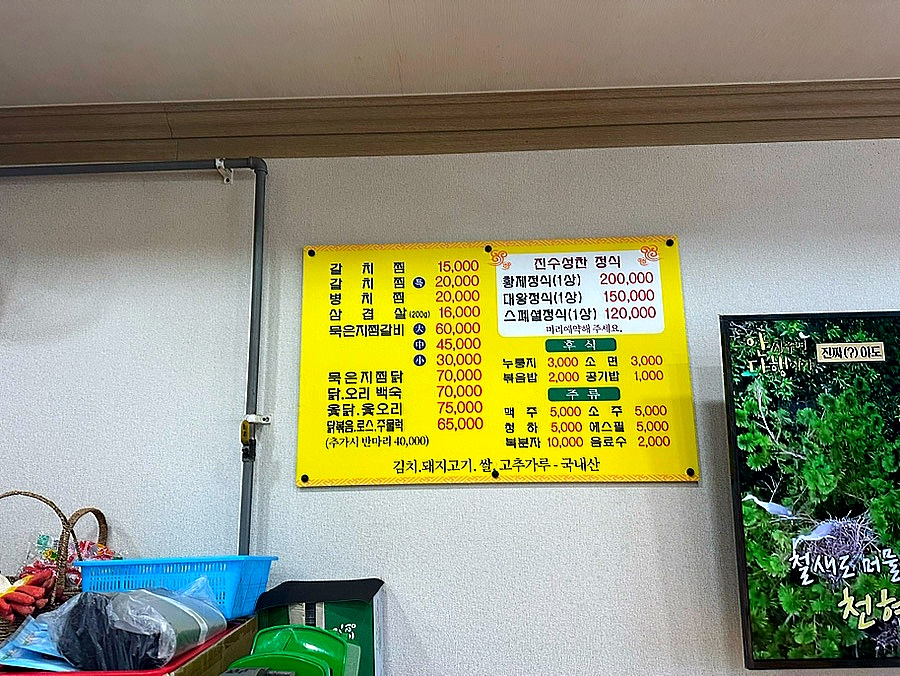 갈 치 찜 15,000
갈 치 찜 특 20,000
병 치 찜 20,000
삼 겹 살 (200g) 16,000
묵은지찜갈비 大 60,000
中 45,000
小 30,000
묵은지찜닭 70,000
닭.오리 백숙 70,000
옻닭.옻오리 75,000
닭볶음.로스.주물럭 65,000
(추가시 반마리 40,000)
진수성찬 정식
황제정식(1상) 200,000
대왕정식(1상) 150,000
스페셜정식(1상) 120,000
미리예약해 주세요.
후 식
누룽지 3,000 소 면 3,000
볶음밥 2,000 공기밥 1,000
주 류
맥 주 5,000 소 주 5,000
청 하 5,000 에스필 5,000
복분자 10,000 음료수 2,000
김치.돼지고기.쌀.고추가루 - 국내산
진짜(?)아도
철새도 머물
천혀